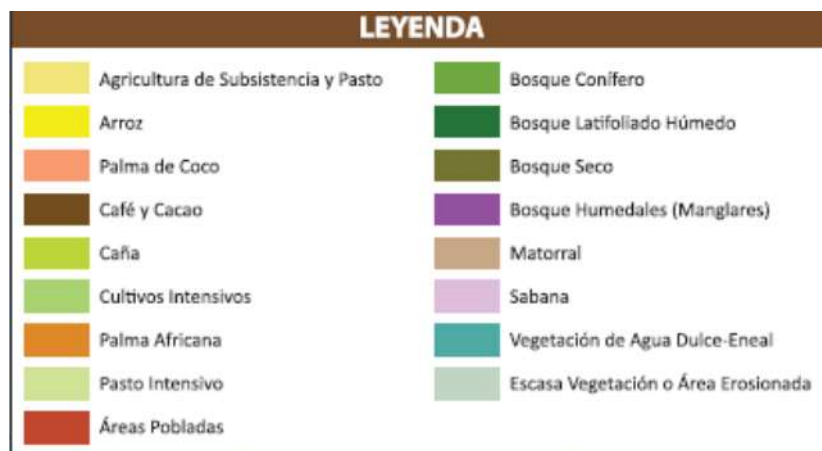 LEYENDA
Agricultura de Subsistencia y Pasto
Arroz
Palma de Coco
Café y Cacao
Caña
Cultivos Intensivos
Palma Africana
Pasto Intensivo
Áreas Pobladas
Bosque Conífero
Bosque Latifoliado Húmedo
Bosque Seco
Bosque Humedales (Manglares)
Matorral
Sabana
Vegetación de Agua Dulce-Eneal
Escasa Vegetación o Área Erosionada